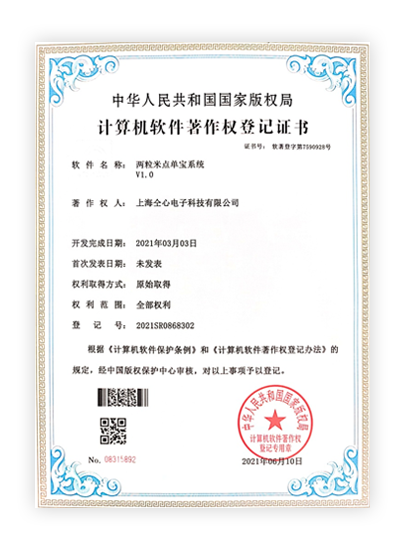 中华人民共和国国家版权局
计算机软件著作权登记证书
证书号： 软著登字第7590928号
软件名称： 两粒米点单宝系统
V1.0
著作权人： 上海仝心电子科技有限公司
开发完成日期： 2021年03月03日
首次发表日期： 未发表
权利取得方式： 原始取得
权利范围： 全部权利
登记号： 2021SR0868302
根据《计算机软件保护条例》和《计算机软件著作权登记办法》的
规定，经中国版权保护中心审核，对以上事项予以登记。
中华人民共和国国家版权局
计算机软件著作权
登记专用章
No. 08315892
2021年06月10日